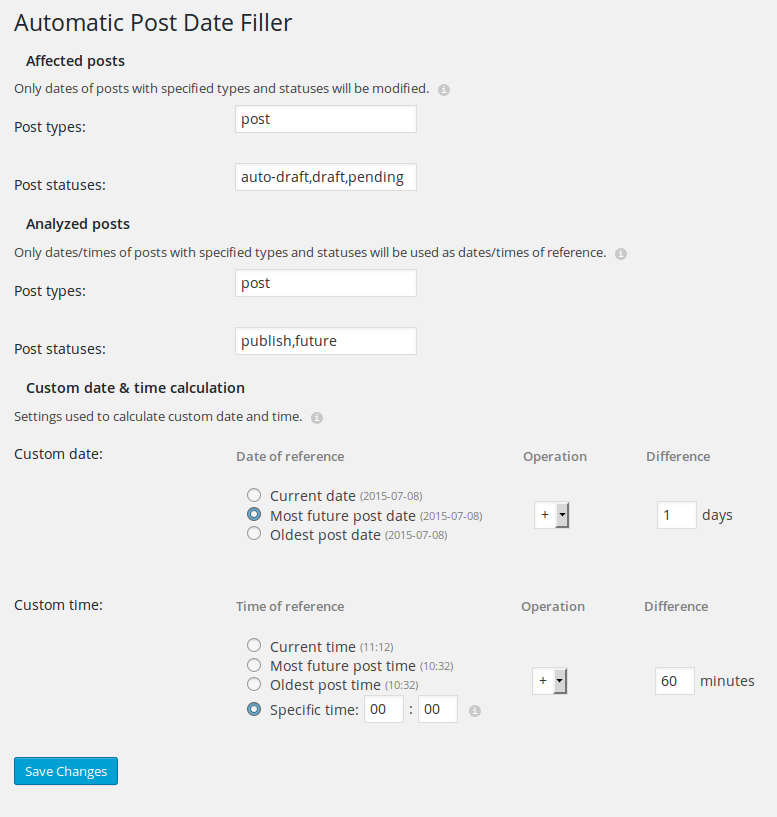 Automatic Post Date Filler
Affected posts
Only dates of posts with specified types and statuses will be modified. i
Post types: post
Post statuses: auto-draft,draft,pending
Analyzed posts
Only dates/times of posts with specified types and statuses will be used as dates/times of reference. i
Post types: post
Post statuses: publish,future
Custom date & time calculation
Settings used to calculate custom date and time. i
Custom date: Date of reference Operation Difference
Current date (2015-07-08)
Most future post date (2015-07-08) + 1 days
Oldest post date (2015-07-08)
Custom time: Time of reference Operation Difference
Current time (11:12)
Most future post time (10:32)
Oldest post time (10:32) + 60 minutes
Specific time: 00 : 00 i
Save Changes